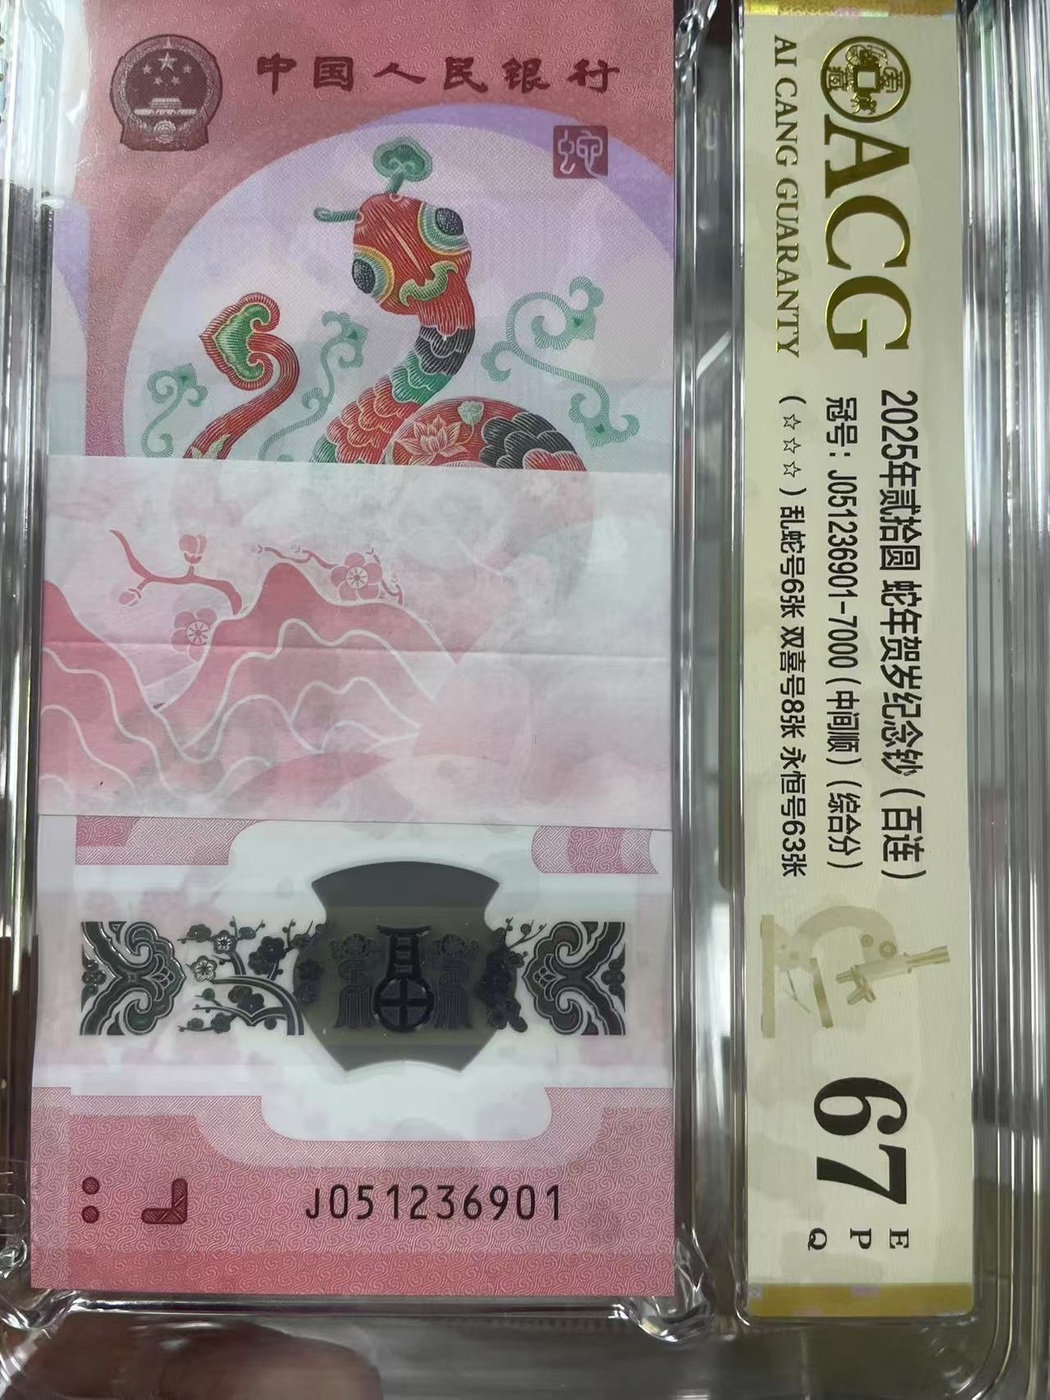 中国人民银行
J051236901
ACG
AI CANG GUARANTY
2025年贰拾圆 蛇年贺岁纪念钞（百连）
冠号：J051236901-7000（中间顺）（综合分）
（☆☆☆）乱蛇号6张 双喜号8张 永恒号63张
67
E
P
Q